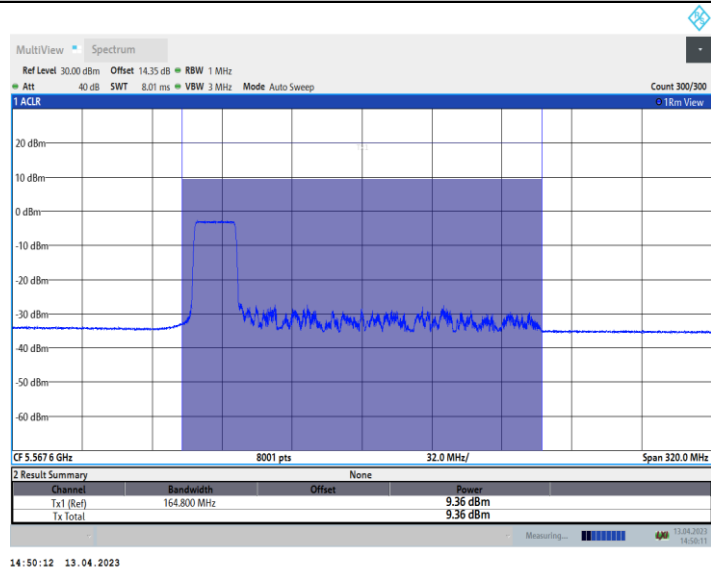 MultiView Spectrum
Ref Level 30.00 dBm Offset 14.35 dB RBW 1 MHz
Att 40 dB SWT 8.01 ms VBW 3 MHz Mode Auto Sweep Count 300/300
1 ACLR 1Rm View
20 dBm
10 dBm
0 dBm
-10 dBm
-20 dBm
-30 dBm
-40 dBm
-50 dBm
-60 dBm
CF 5.567 6 GHz 8001 pts 32.0 MHz/ Span 320.0 MHz
2 Result Summary None
Channel Bandwidth Offset Power
Tx1 (Ref) 164.800 MHz 9.36 dBm
Tx Total 9.36 dBm
Measuring... 13.04.2023
14:50:11
14:50:12 13.04.2023